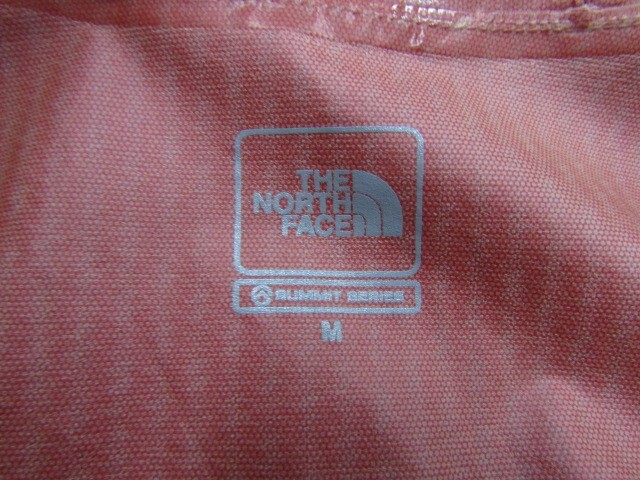 THE
NORTH
FACE
SUMMIT SERIES
M